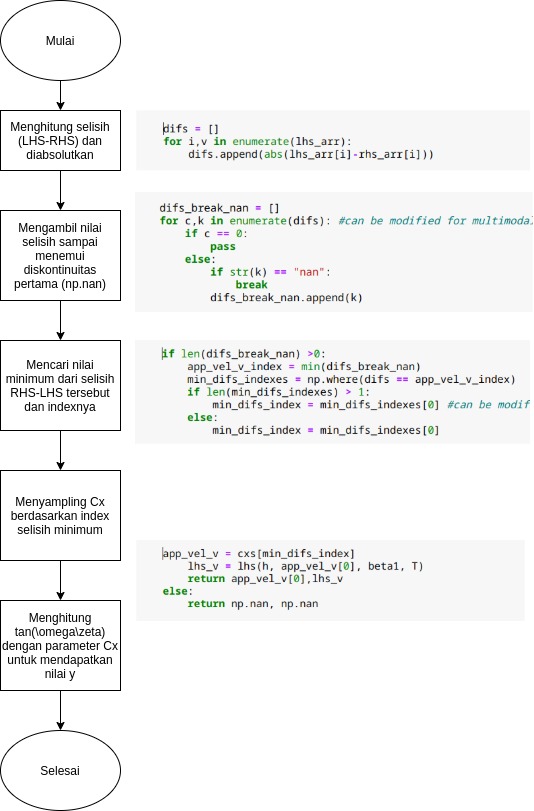 Mulai
Menghitung selisih
(LHS-RHS) dan
diabsolutkan
difs = []
for i,v in enumerate(lhs_arr):
    difs.append(abs(lhs_arr[i]-rhs_arr[i]))
Mengambil nilai
selisih sampai
menemui
diskontinuitas
pertama (np.nan)
difs_break_nan = []
for c,k in enumerate(difs): #can be modified for multimodal
    if c == 0:
        pass
    else:
        if str(k) == "nan":
            break
        difs_break_nan.append(k)
Mencari nilai
minimum dari selisih
RHS-LHS tersebut
dan indexnya
if len(difs_break_nan) >0:
    app_vel_v_index = min(difs_break_nan)
    min_difs_indexes = np.where(difs == app_vel_v_index)
    if len(min_difs_indexes) > 1:
        min_difs_index = min_difs_indexes[0] #can be modif
    else:
        min_difs_index = min_difs_indexes[0]
Menyampling Cx
berdasarkan index
selisih minimum
app_vel_v = cxs[min_difs_index]
    lhs_v = lhs(h, app_vel_v[0], beta1, T)
    return app_vel_v[0],lhs_v
else:
    return np.nan, np.nan
Menghitung
tan(\omega\zeta)
dengan parameter Cx
untuk mendapatkan
nilai y
Selesai